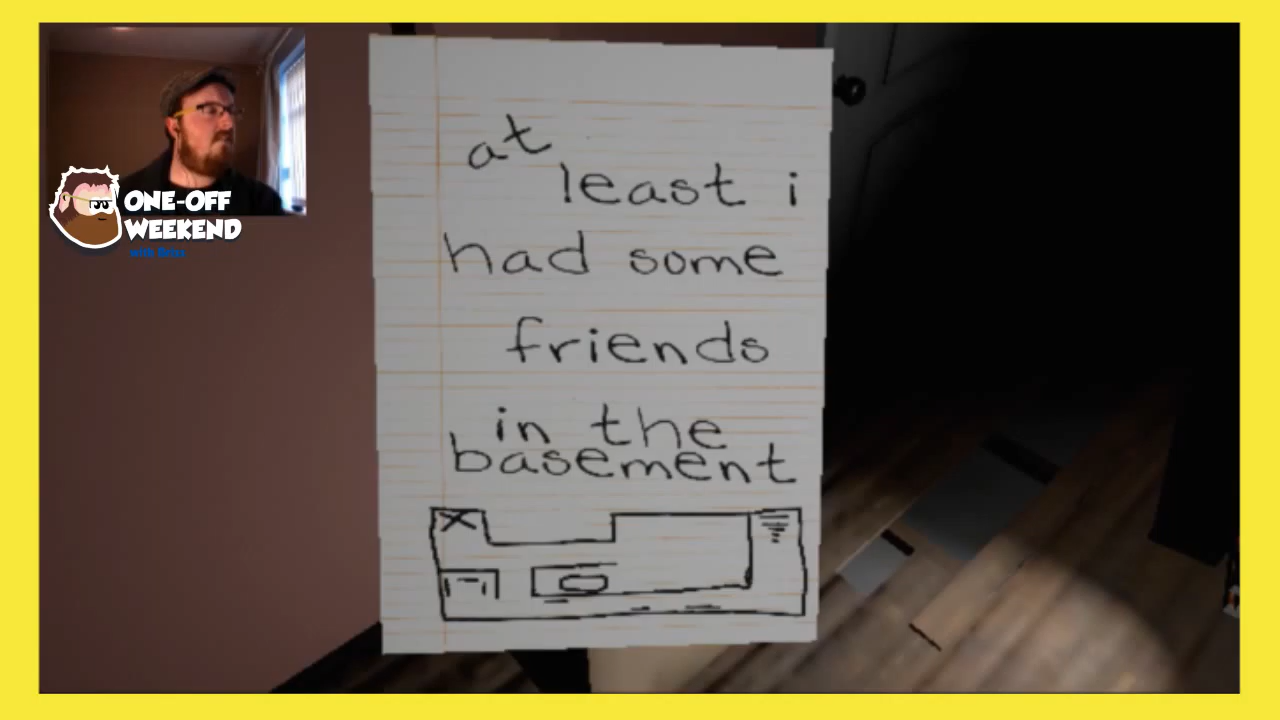 at
least i
had some
friends
in the
basement
ONE-OFF
WEEKEND